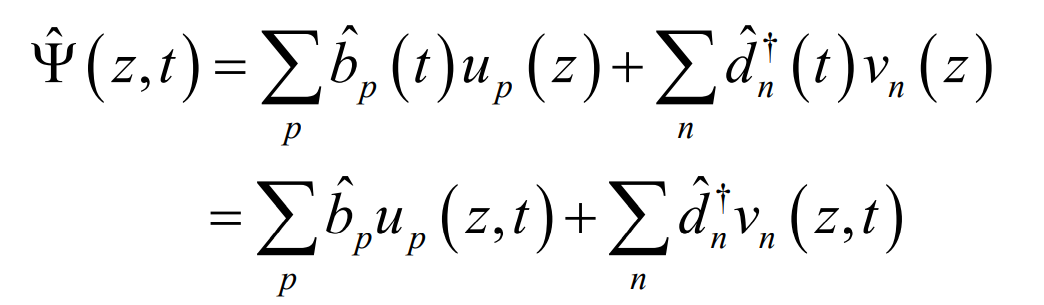 Ψ̂(z,t) = ∑_p b̂_p(t)u_p(z) + ∑_n d̂_n^†(t)v_n(z)
= ∑_p b̂_p u_p(z,t) + ∑_n d̂_n^† v_n(z,t)